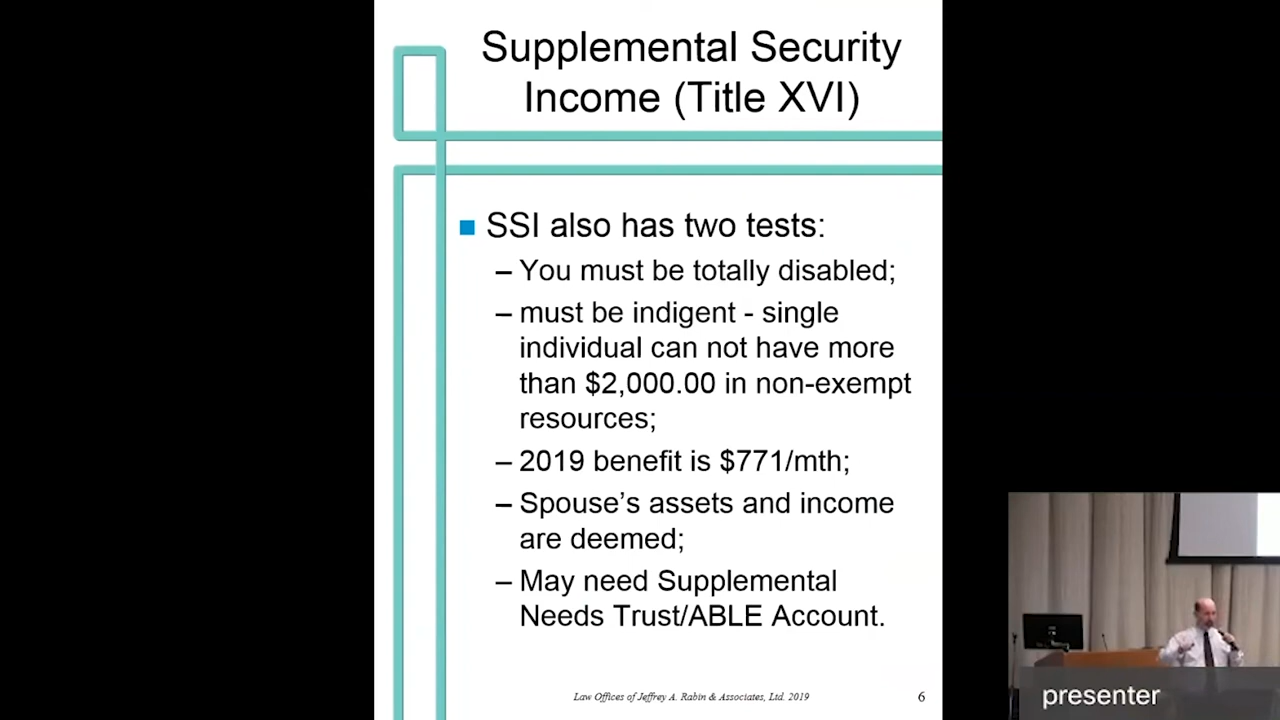 Supplemental Security
Income (Title XVI)
■ SSI also has two tests:
– You must be totally disabled;
– must be indigent - single
individual can not have more
than $2,000.00 in non-exempt
resources;
– 2019 benefit is $771/mth;
– Spouse’s assets and income
are deemed;
– May need Supplemental
Needs Trust/ABLE Account.
Law Offices of Jeffrey A. Rabin & Associates, Ltd. 2019
6
presenter